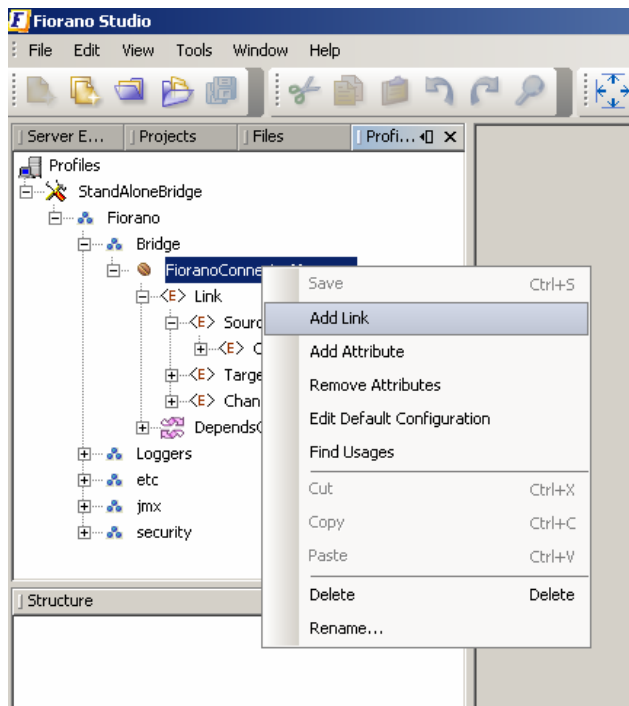 Fiorano Studio
File Edit View Tools Window Help
Server E... Projects Files Profi...
Profiles
StandAloneBridge
Fiorano
Bridge
<E> Link
<E>
<E>
<E>
<E>
Loggers
etc
jmx
security
Save Ctrl+S
Add Link
Add Attribute
Remove Attributes
Edit Default Configuration
Find Usages
Cut Ctrl+X
Copy Ctrl+C
Paste Ctrl+V
Delete Delete
Rename...
Structure